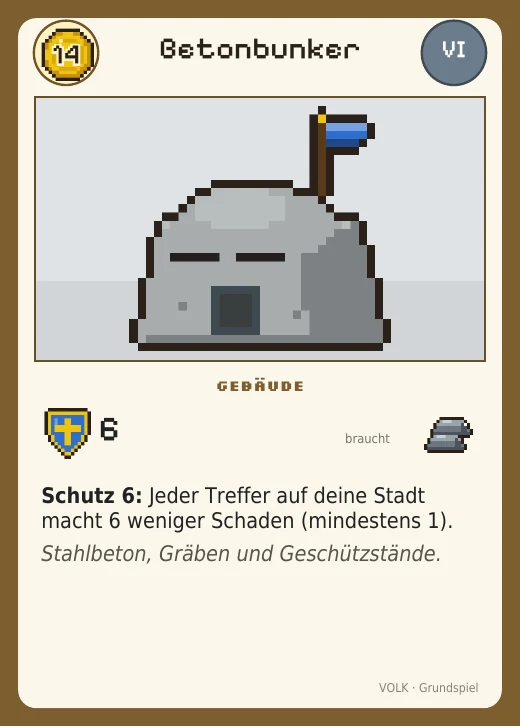 14
Betonbunker
VI
GEBÄUDE
6
braucht
Schutz 6: Jeder Treffer auf deine Stadt
macht 6 weniger Schaden (mindestens 1).
Stahlbeton, Gräben und Geschützstände.
VOLK · Grundspiel